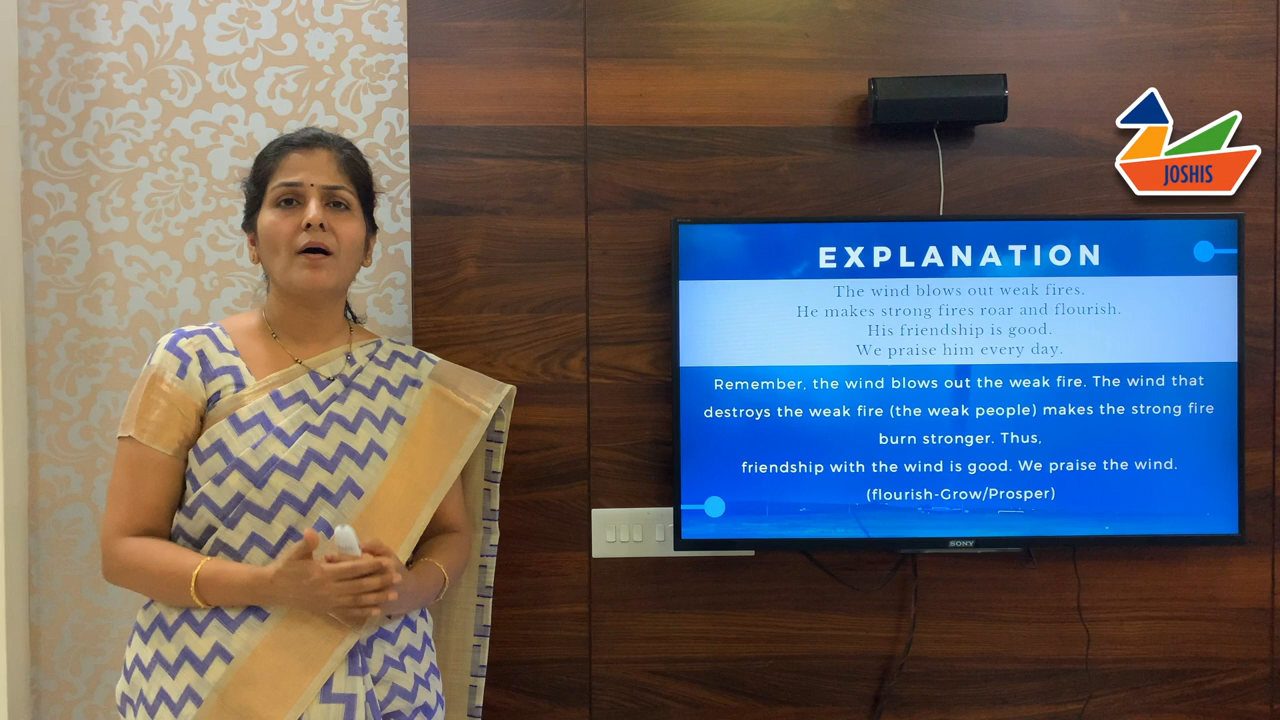 JOSHIS
EXPLANATION
The wind blows out weak fires.
He makes strong fires roar and flourish.
His friendship is good.
We praise him every day.
Remember, the wind blows out the weak fire. The wind that
destroys the weak fire (the weak people) makes the strong fire
burn stronger. Thus,
friendship with the wind is good. We praise the wind.
(flourish-Grow/Prosper)
SONY